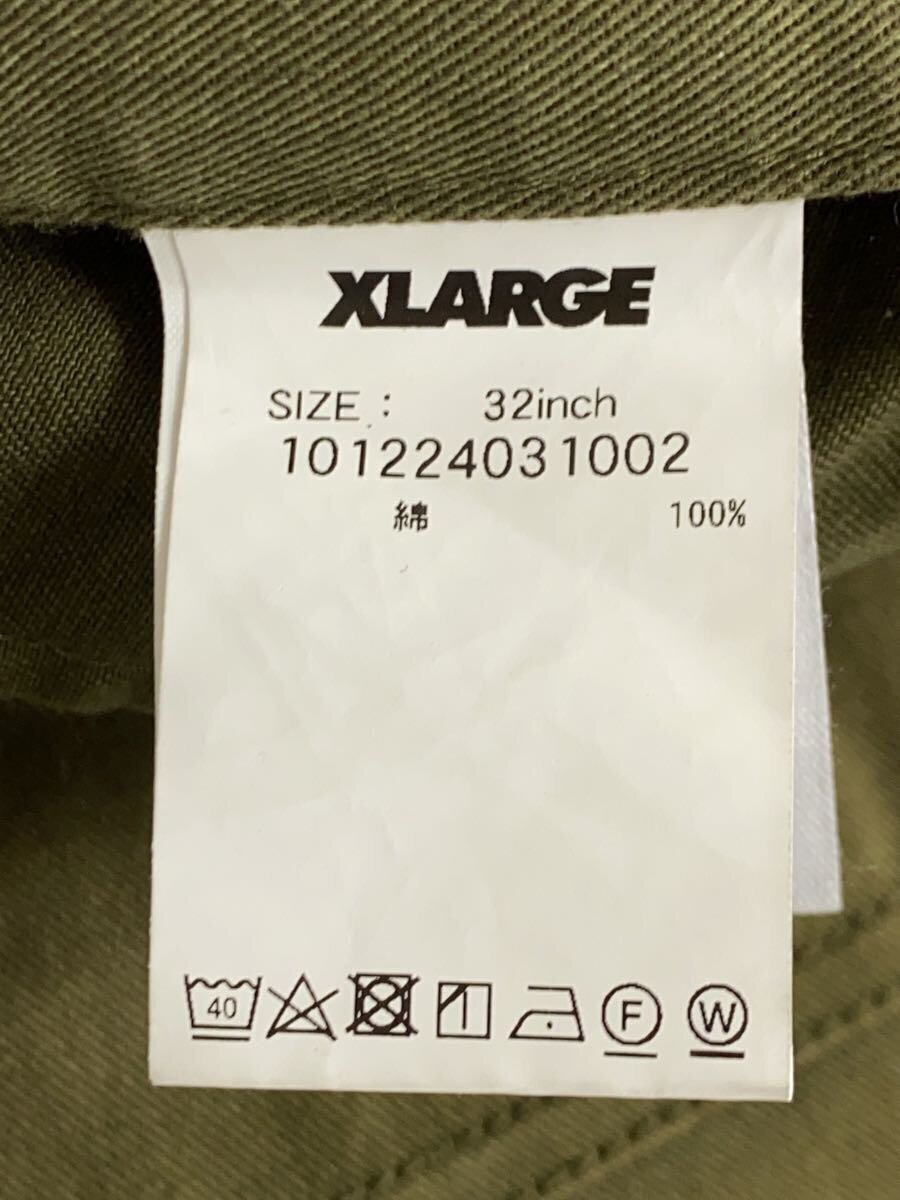 XLARGE
SIZE : 32inch
101224031002
綿 100%
40 F W